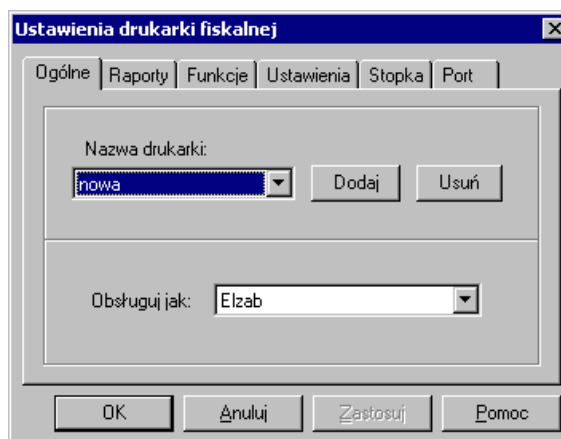 Ustawienia drukarki fiskalnej
Ogólne Raporty Funkcje Ustawienia Stopka Port
Nazwa drukarki:
nowa Dodaj Usuń
Obsługuj jak: Elzab
OK Anuluj Zastosuj Pomoc